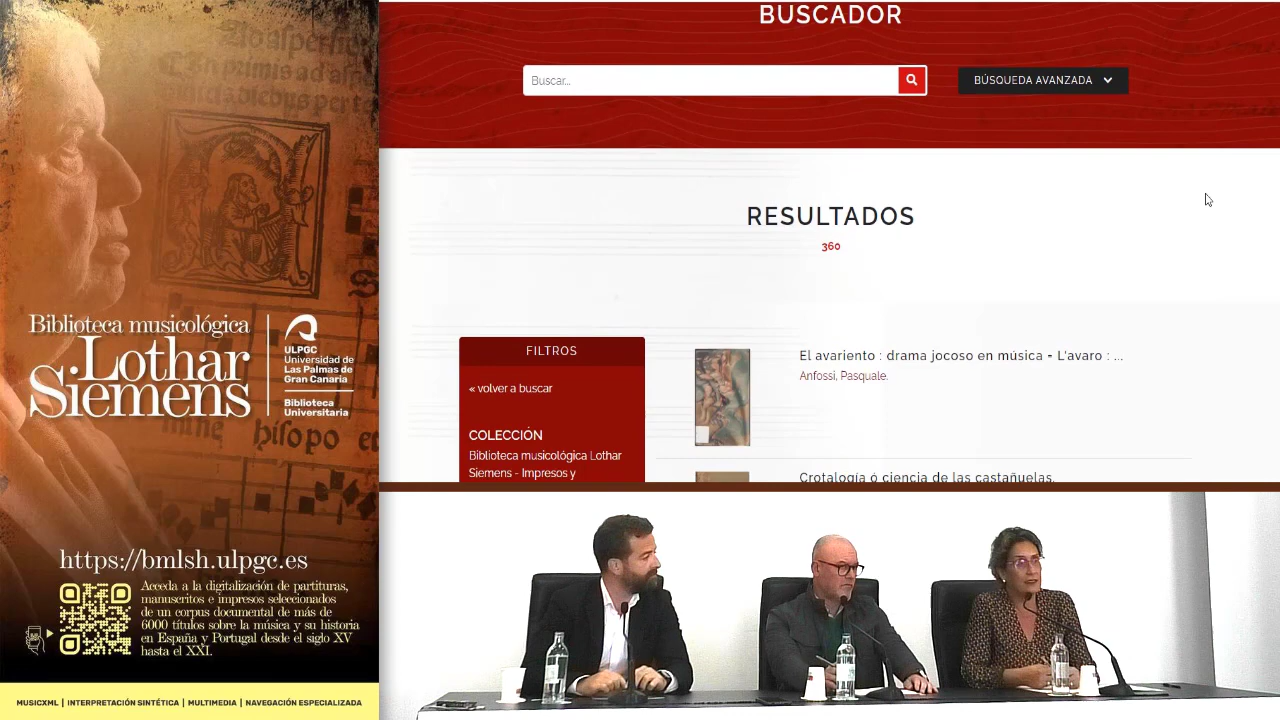 Biblioteca musicológica
Lothar
Siemens
ULPGC
Universidad de
Las Palmas de
Gran Canaria
Biblioteca
Universitaria
hisopo
https://bmlsh.ulpgc.es
Acceda a la digitalización de partituras,
manuscritos e impresos seleccionados
de un corpus documental de más de
6000 títulos sobre la música y su historia
en España y Portugal desde el siglo XV
hasta el XXI.
MUSICXML | INTERPRETACIÓN SINTÉTICA | MULTIMEDIA | NAVEGACIÓN ESPECIALIZADA
BUSCADOR
Buscar...
BÚSQUEDA AVANZADA
RESULTADOS
360
FILTROS
« volver a buscar
COLECCIÓN
Biblioteca musicológica Lothar
Siemens - Impresos y
El avariento : drama jocoso en música - L'avaro : ...
Anfossi, Pasquale.
Crotalogía ó ciencia de las castañuelas.